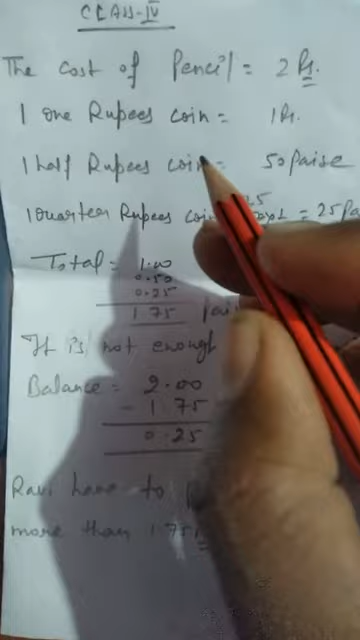 CLASS-IV
The Cost of Pencil = 2 Rs.
1 one Rupees Coin = 1 R.
1 half Rupees coin = 50 Paise
1 quarter Rupees coin = 25 Pa
Total = 1.00
0.50
0.25
1 75
It is not enough
Balance = 2.00
- 1 75
0.25
Ravi have to
more than 1.75